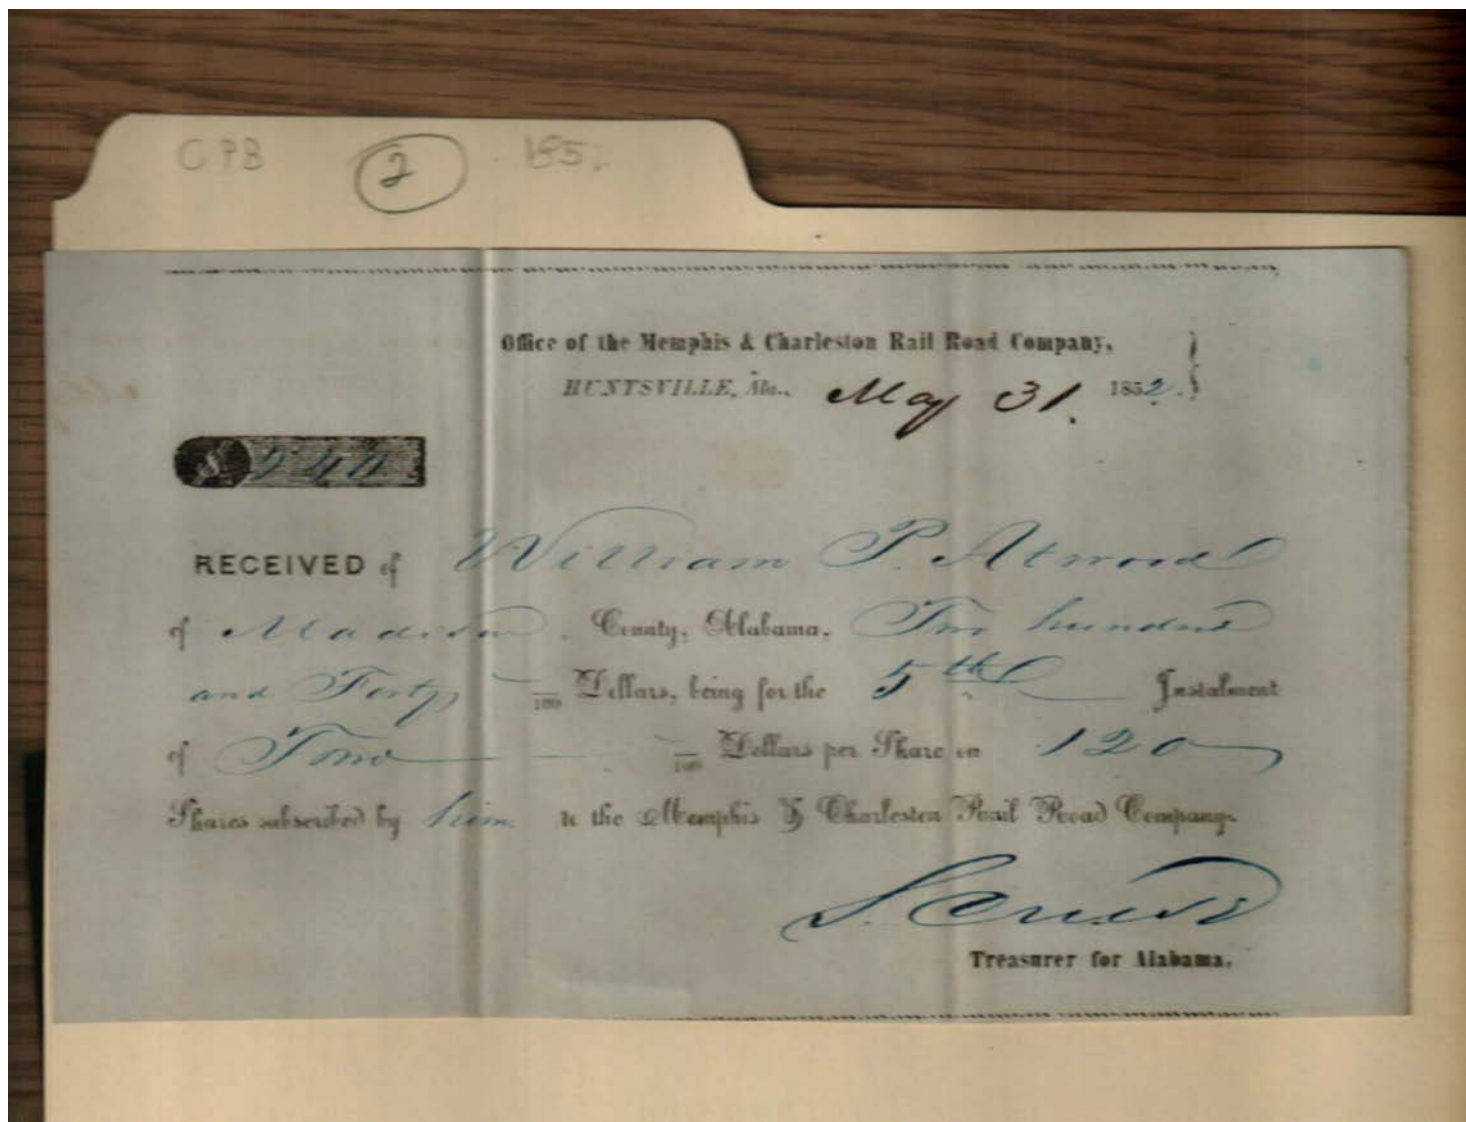 CPB 2 185
Office of the Memphis & Charleston Rail Road Company,
HUNTSVILLE, Ala., May 31. 1852.
$ 240
RECEIVED of William P. Atwood
of Madison County, Alabama, Two hundred
and Forty /100 Dollars, being for the 5th Instalment
of Two /100 Dollars per Share on 120
Shares subscribed by him to the Memphis & Charleston Rail Road Company.
S. Cruse
Treasurer for Alabama.